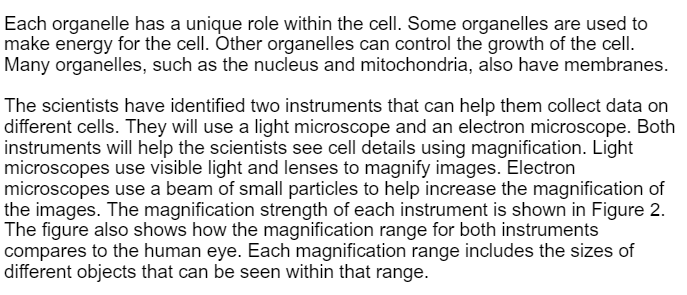 Each organelle has a unique role within the cell. Some organelles are used to
make energy for the cell. Other organelles can control the growth of the cell.
Many organelles, such as the nucleus and mitochondria, also have membranes.
The scientists have identified two instruments that can help them collect data on
different cells. They will use a light microscope and an electron microscope. Both
instruments will help the scientists see cell details using magnification. Light
microscopes use visible light and lenses to magnify images. Electron
microscopes use a beam of small particles to help increase the magnification of
the images. The magnification strength of each instrument is shown in Figure 2.
The figure also shows how the magnification range for both instruments
compares to the human eye. Each magnification range includes the sizes of
different objects that can be seen within that range.